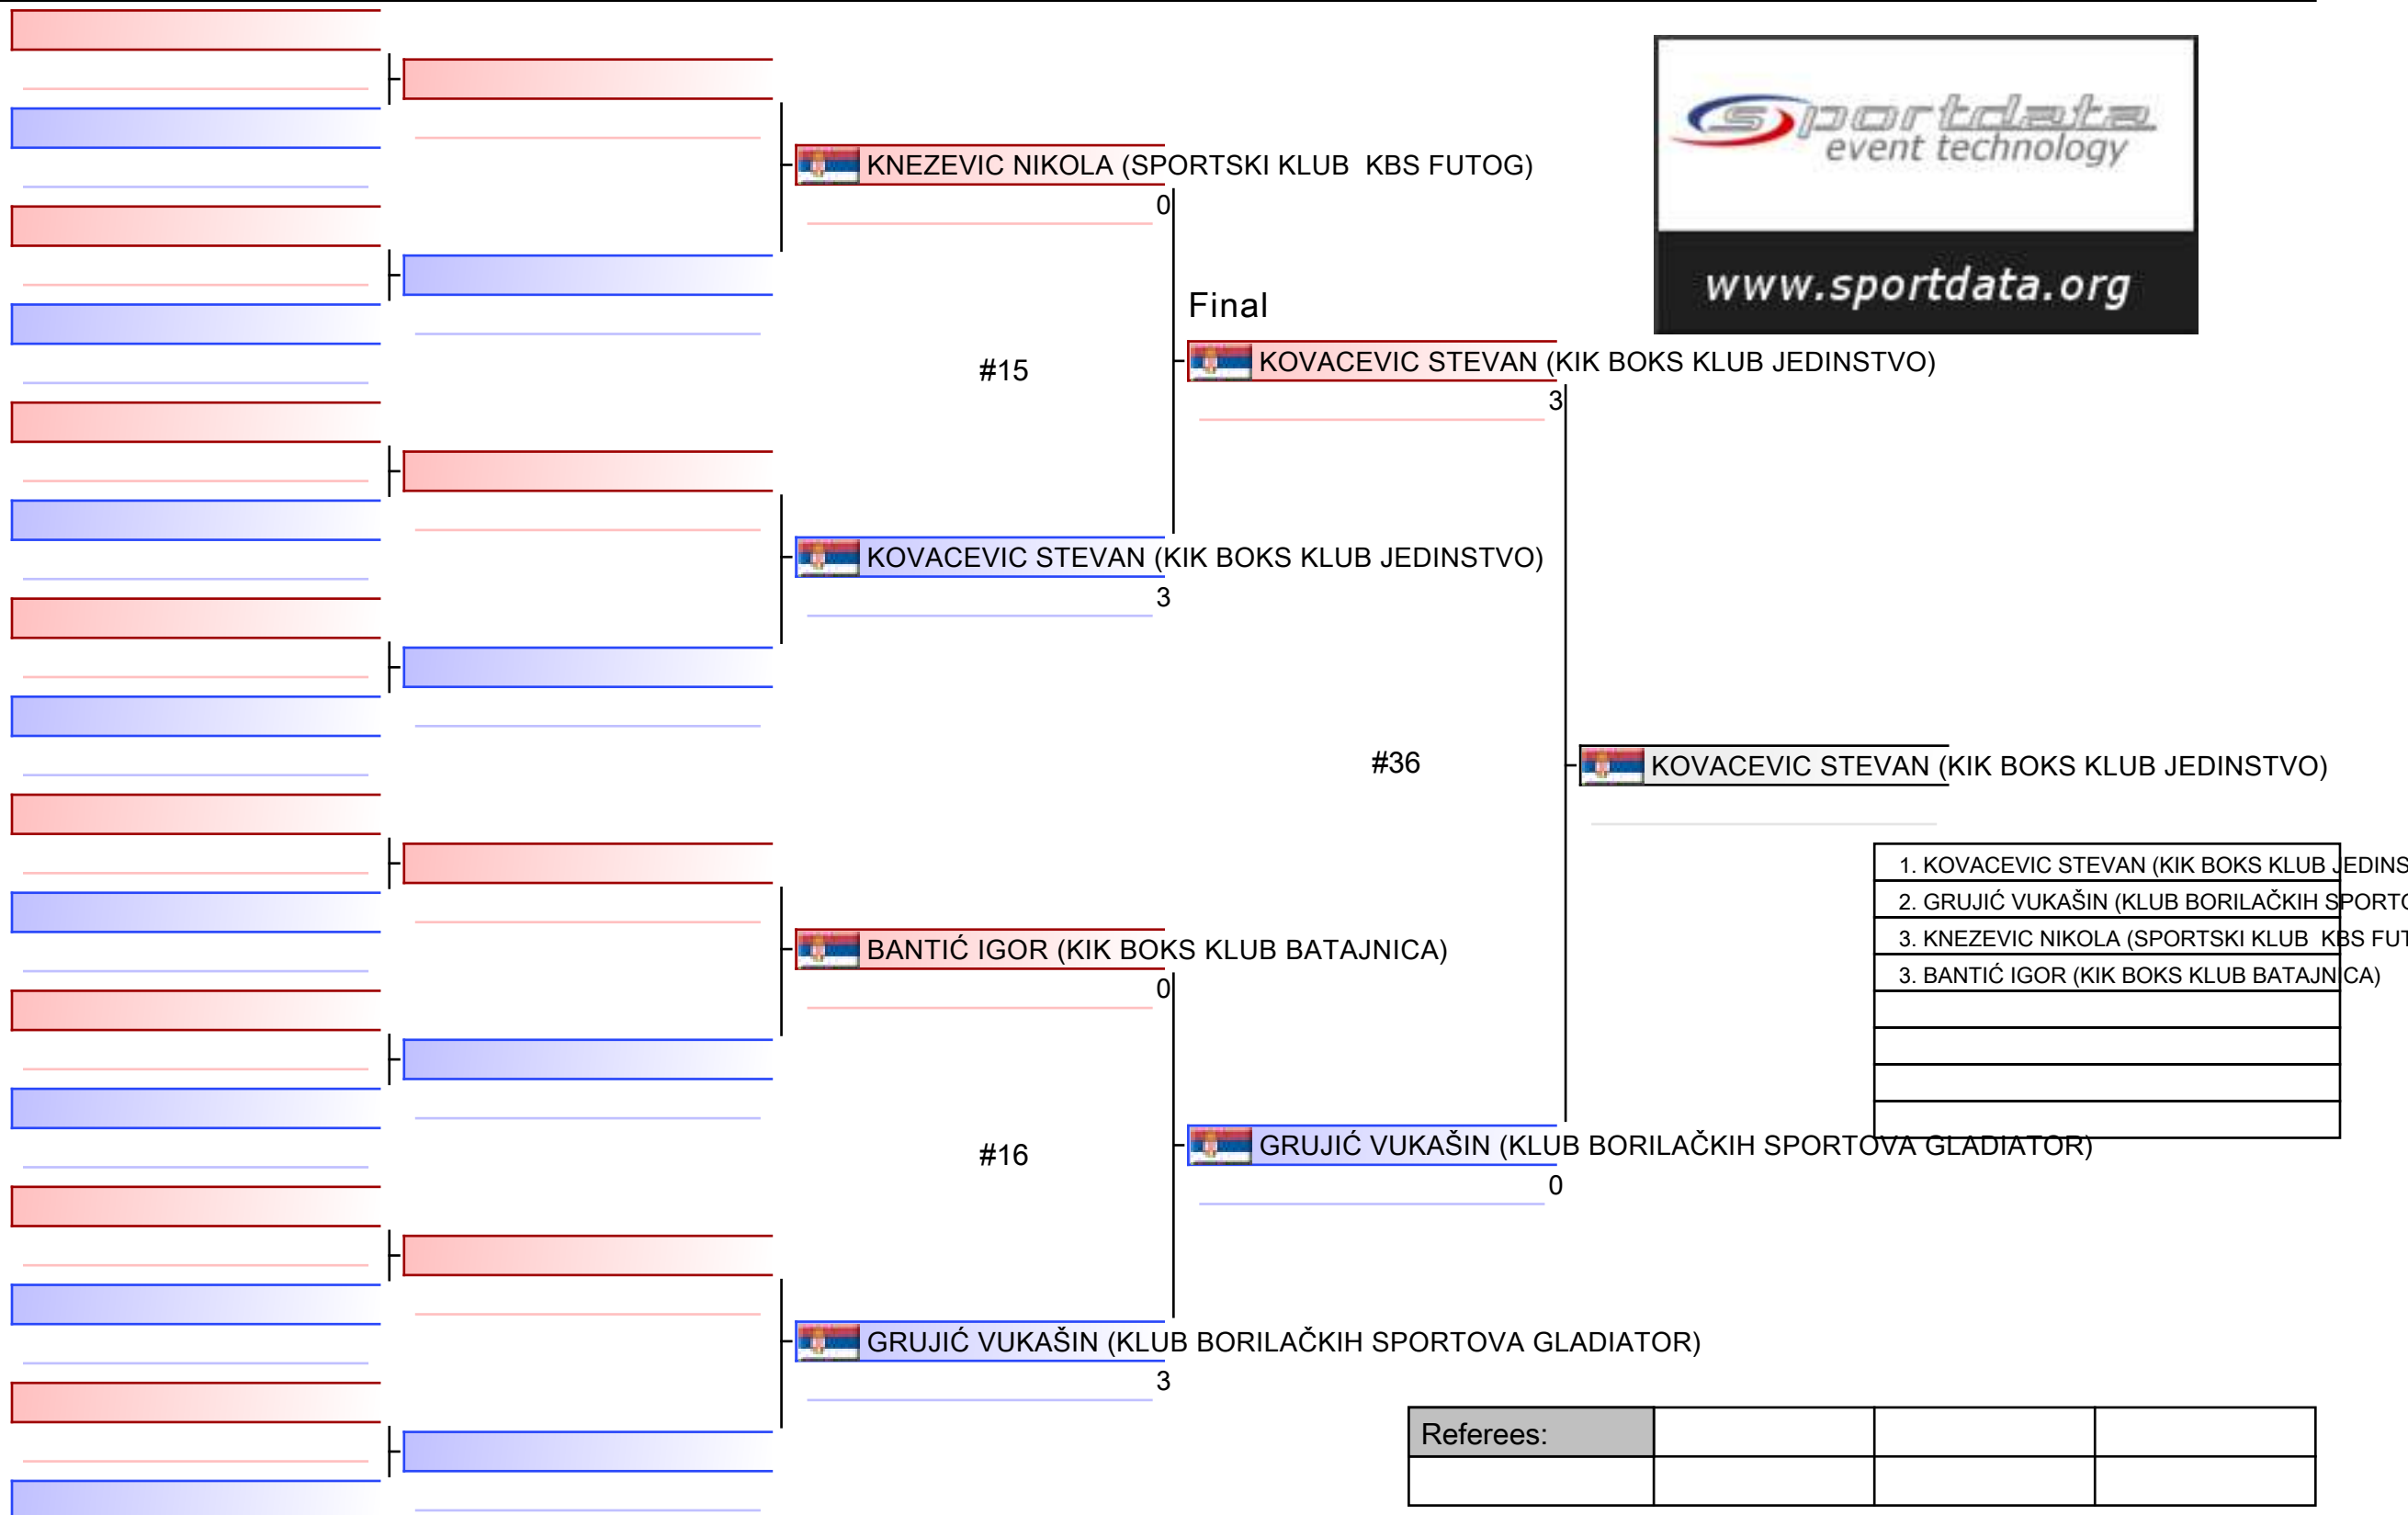 sportdata
event technology
www.sportdata.org
KNEZEVIC NIKOLA (SPORTSKI KLUB  KBS FUTOG)
0
Final
#15
KOVACEVIC STEVAN (KIK BOKS KLUB JEDINSTVO)
3
KOVACEVIC STEVAN (KIK BOKS KLUB JEDINSTVO)
3
#36
KOVACEVIC STEVAN (KIK BOKS KLUB JEDINSTVO)
1. KOVACEVIC STEVAN (KIK BOKS KLUB JEDINS
2. GRUJIĆ VUKAŠIN (KLUB BORILAČKIH SPORTO
3. KNEZEVIC NIKOLA (SPORTSKI KLUB  KBS FUT
3. BANTIĆ IGOR (KIK BOKS KLUB BATAJNICA)
BANTIĆ IGOR (KIK BOKS KLUB BATAJNICA)
0
#16
GRUJIĆ VUKAŠIN (KLUB BORILAČKIH SPORTOVA GLADIATOR)
0
GRUJIĆ VUKAŠIN (KLUB BORILAČKIH SPORTOVA GLADIATOR)
3
Referees: